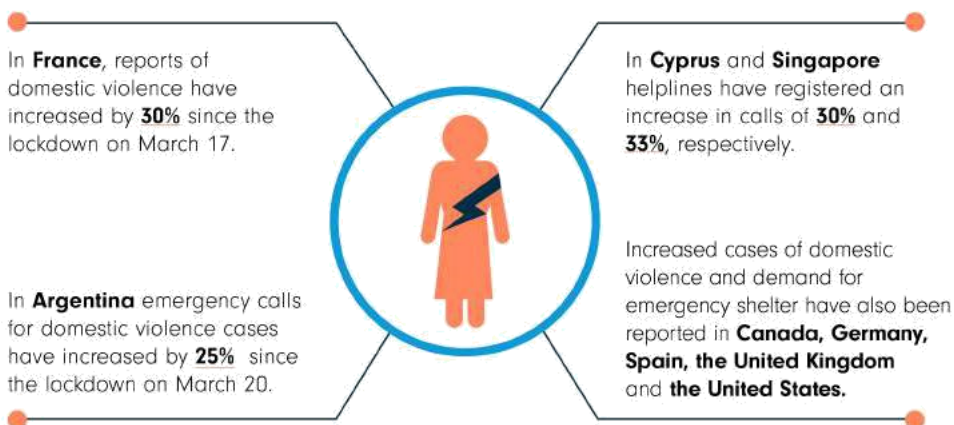 In France, reports of
domestic violence have
increased by 30% since the
lockdown on March 17.
In Cyprus and Singapore
helplines have registered an
increase in calls of 30% and
33%, respectively.
In Argentina emergency calls
for domestic violence cases
have increased by 25% since
the lockdown on March 20.
Increased cases of domestic
violence and demand for
emergency shelter have also been
reported in Canada, Germany,
Spain, the United Kingdom
and the United States.